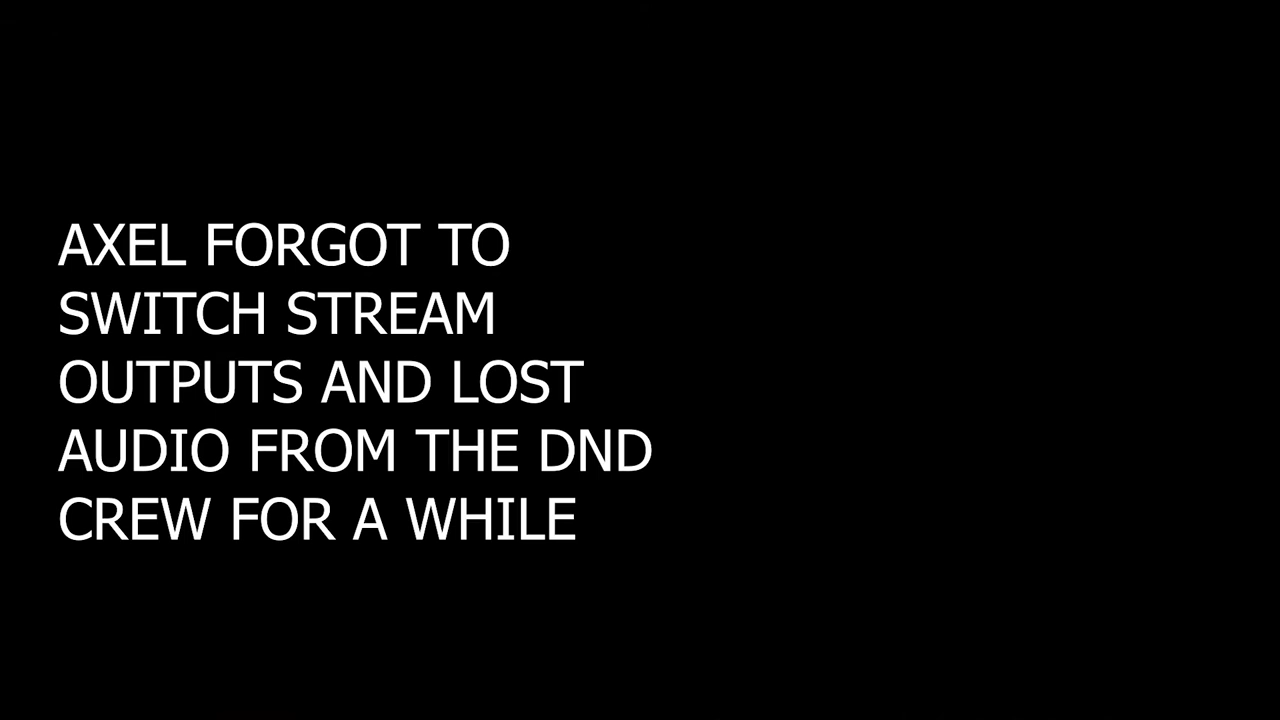 AXEL FORGOT TO
SWITCH STREAM
OUTPUTS AND LOST
AUDIO FROM THE DND
CREW FOR A WHILE